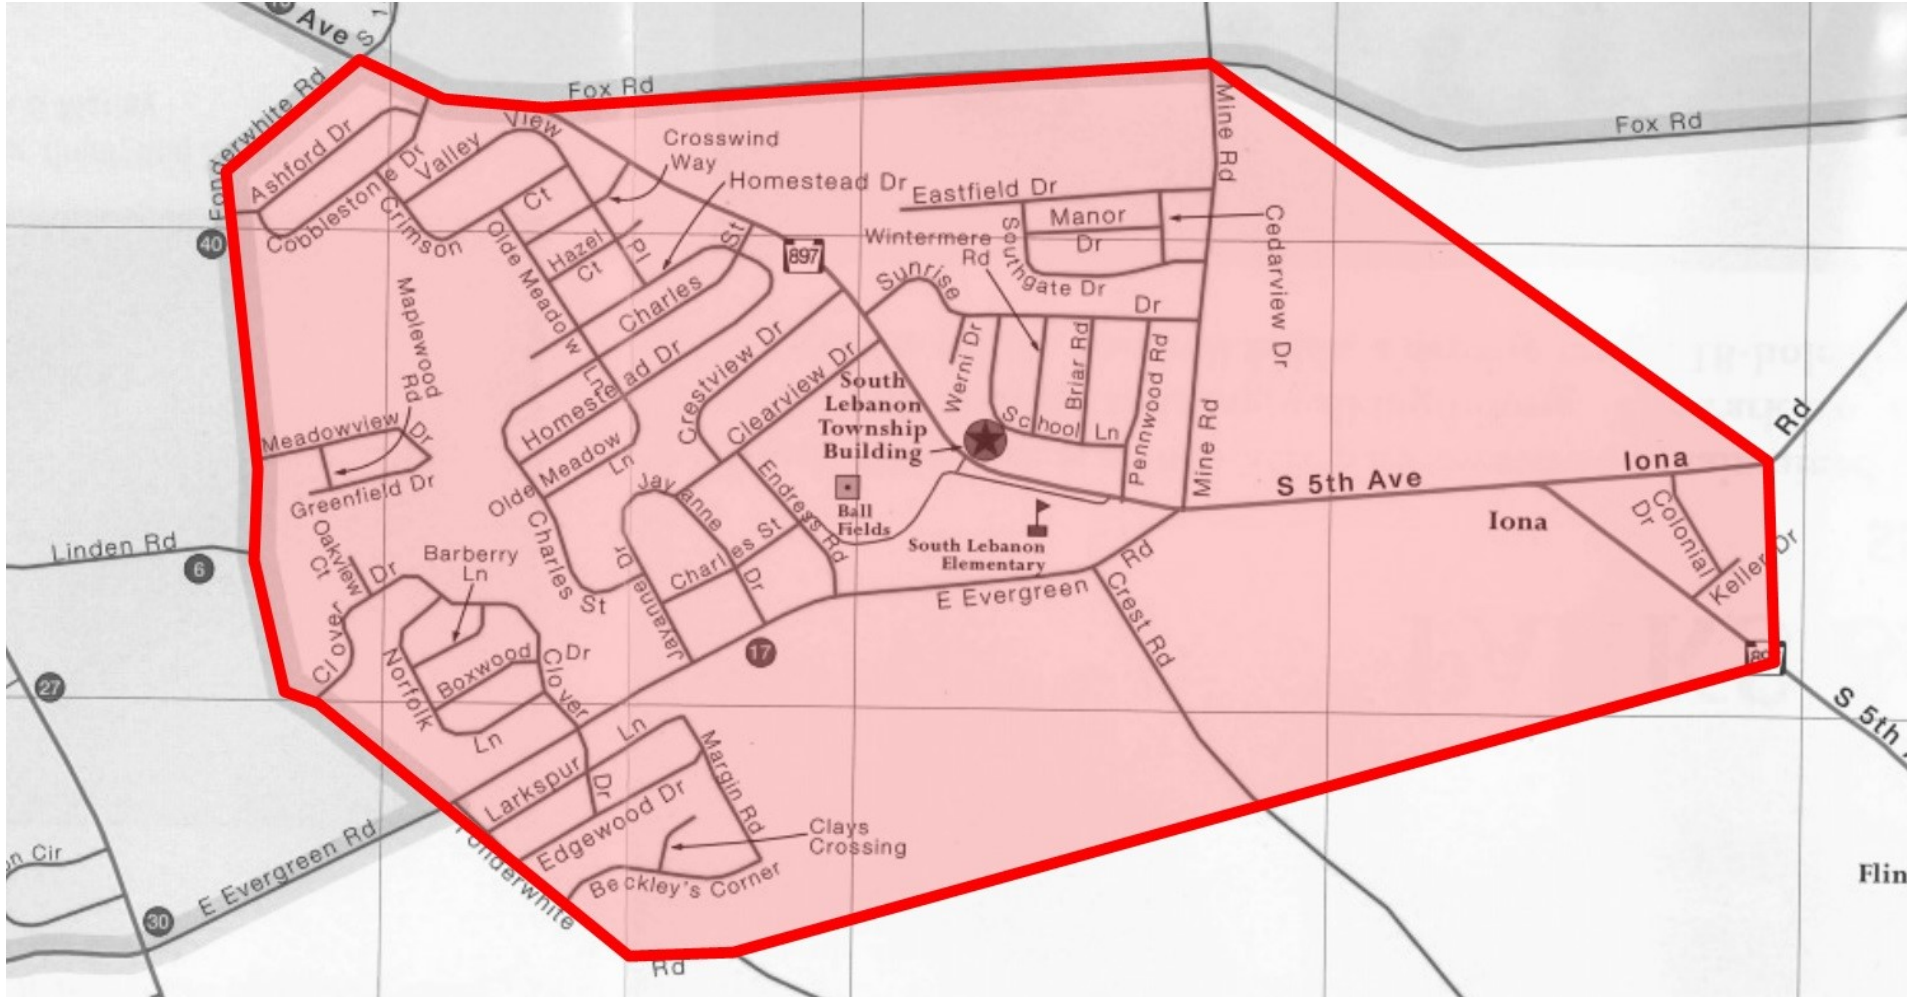 Ave
S 1
Fonderwhite Rd
Fox Rd
Fox Rd
View
Valley
Crosswind
Way
Mine Rd
Ashford Dr
Cobblestone Dr
Crimson
Ct
Homestead Dr
Eastfield Dr
Manor
Dr
Cedarview Dr
40
Olde Meadow
Hazel
Ct
Pl
St
897
Wintermere
Rd
Southgate Dr
Sunrise
Dr
Charles
Maplewood
Rd
Ln
Homestead Dr
Crestview Dr
Clearview Dr
Werni Dr
Briar Rd
Pennwood Rd
South
Lebanon
Township
Building
School Ln
Mine Rd
Meadowview Dr
Greenfield Dr
Olde Meadow
Ln
Jayanne
Dr
Endress Rd
Ball
Fields
S 5th Ave
Iona
Rd
Iona
Colonial
Dr
Keller Dr
Linden Rd
6
Oakview
Ct
Barberry
Ln
Dr
Clover
Charles
St
Jayanne Dr
Charles St
South Lebanon
Elementary
E Evergreen
Rd
Crest Rd
17
27
Norfolk
Ln
Boxwood
Dr
Clover
Dr
897
S 5th
Larkspur
Ln
Margin Rd
Edgewood Dr
Clays
Crossing
Beckley's Corner
on Cir
E Evergreen Rd
30
Fonderwhite
Rd
Flin